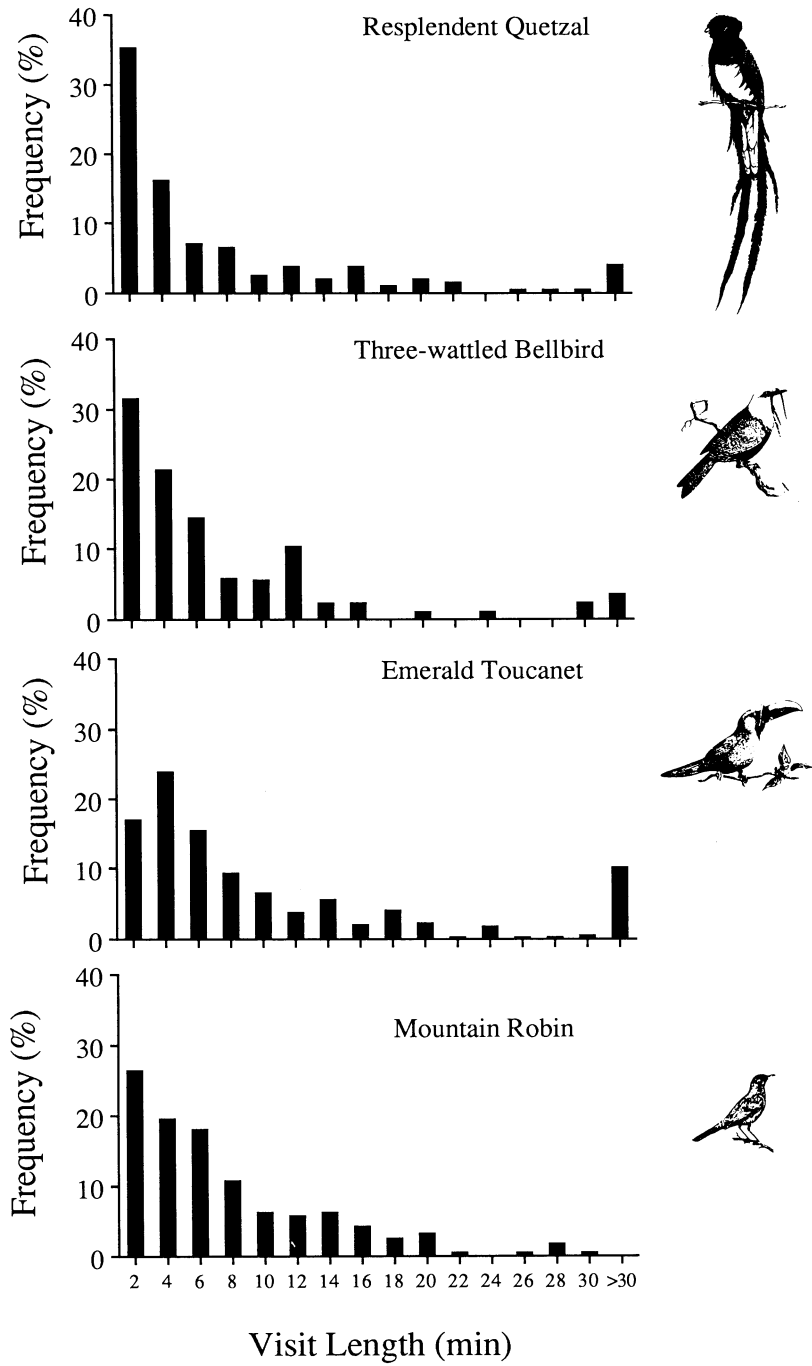 Resplendent Quetzal
Frequency (%)
40
30
20
10
0
Three-wattled Bellbird
Frequency (%)
40
30
20
10
0
Emerald Toucanet
Frequency (%)
40
30
20
10
0
Mountain Robin
Frequency (%)
40
30
20
10
0
2 4 6 8 10 12 14 16 18 20 22 24 26 28 30 >30
Visit Length (min)